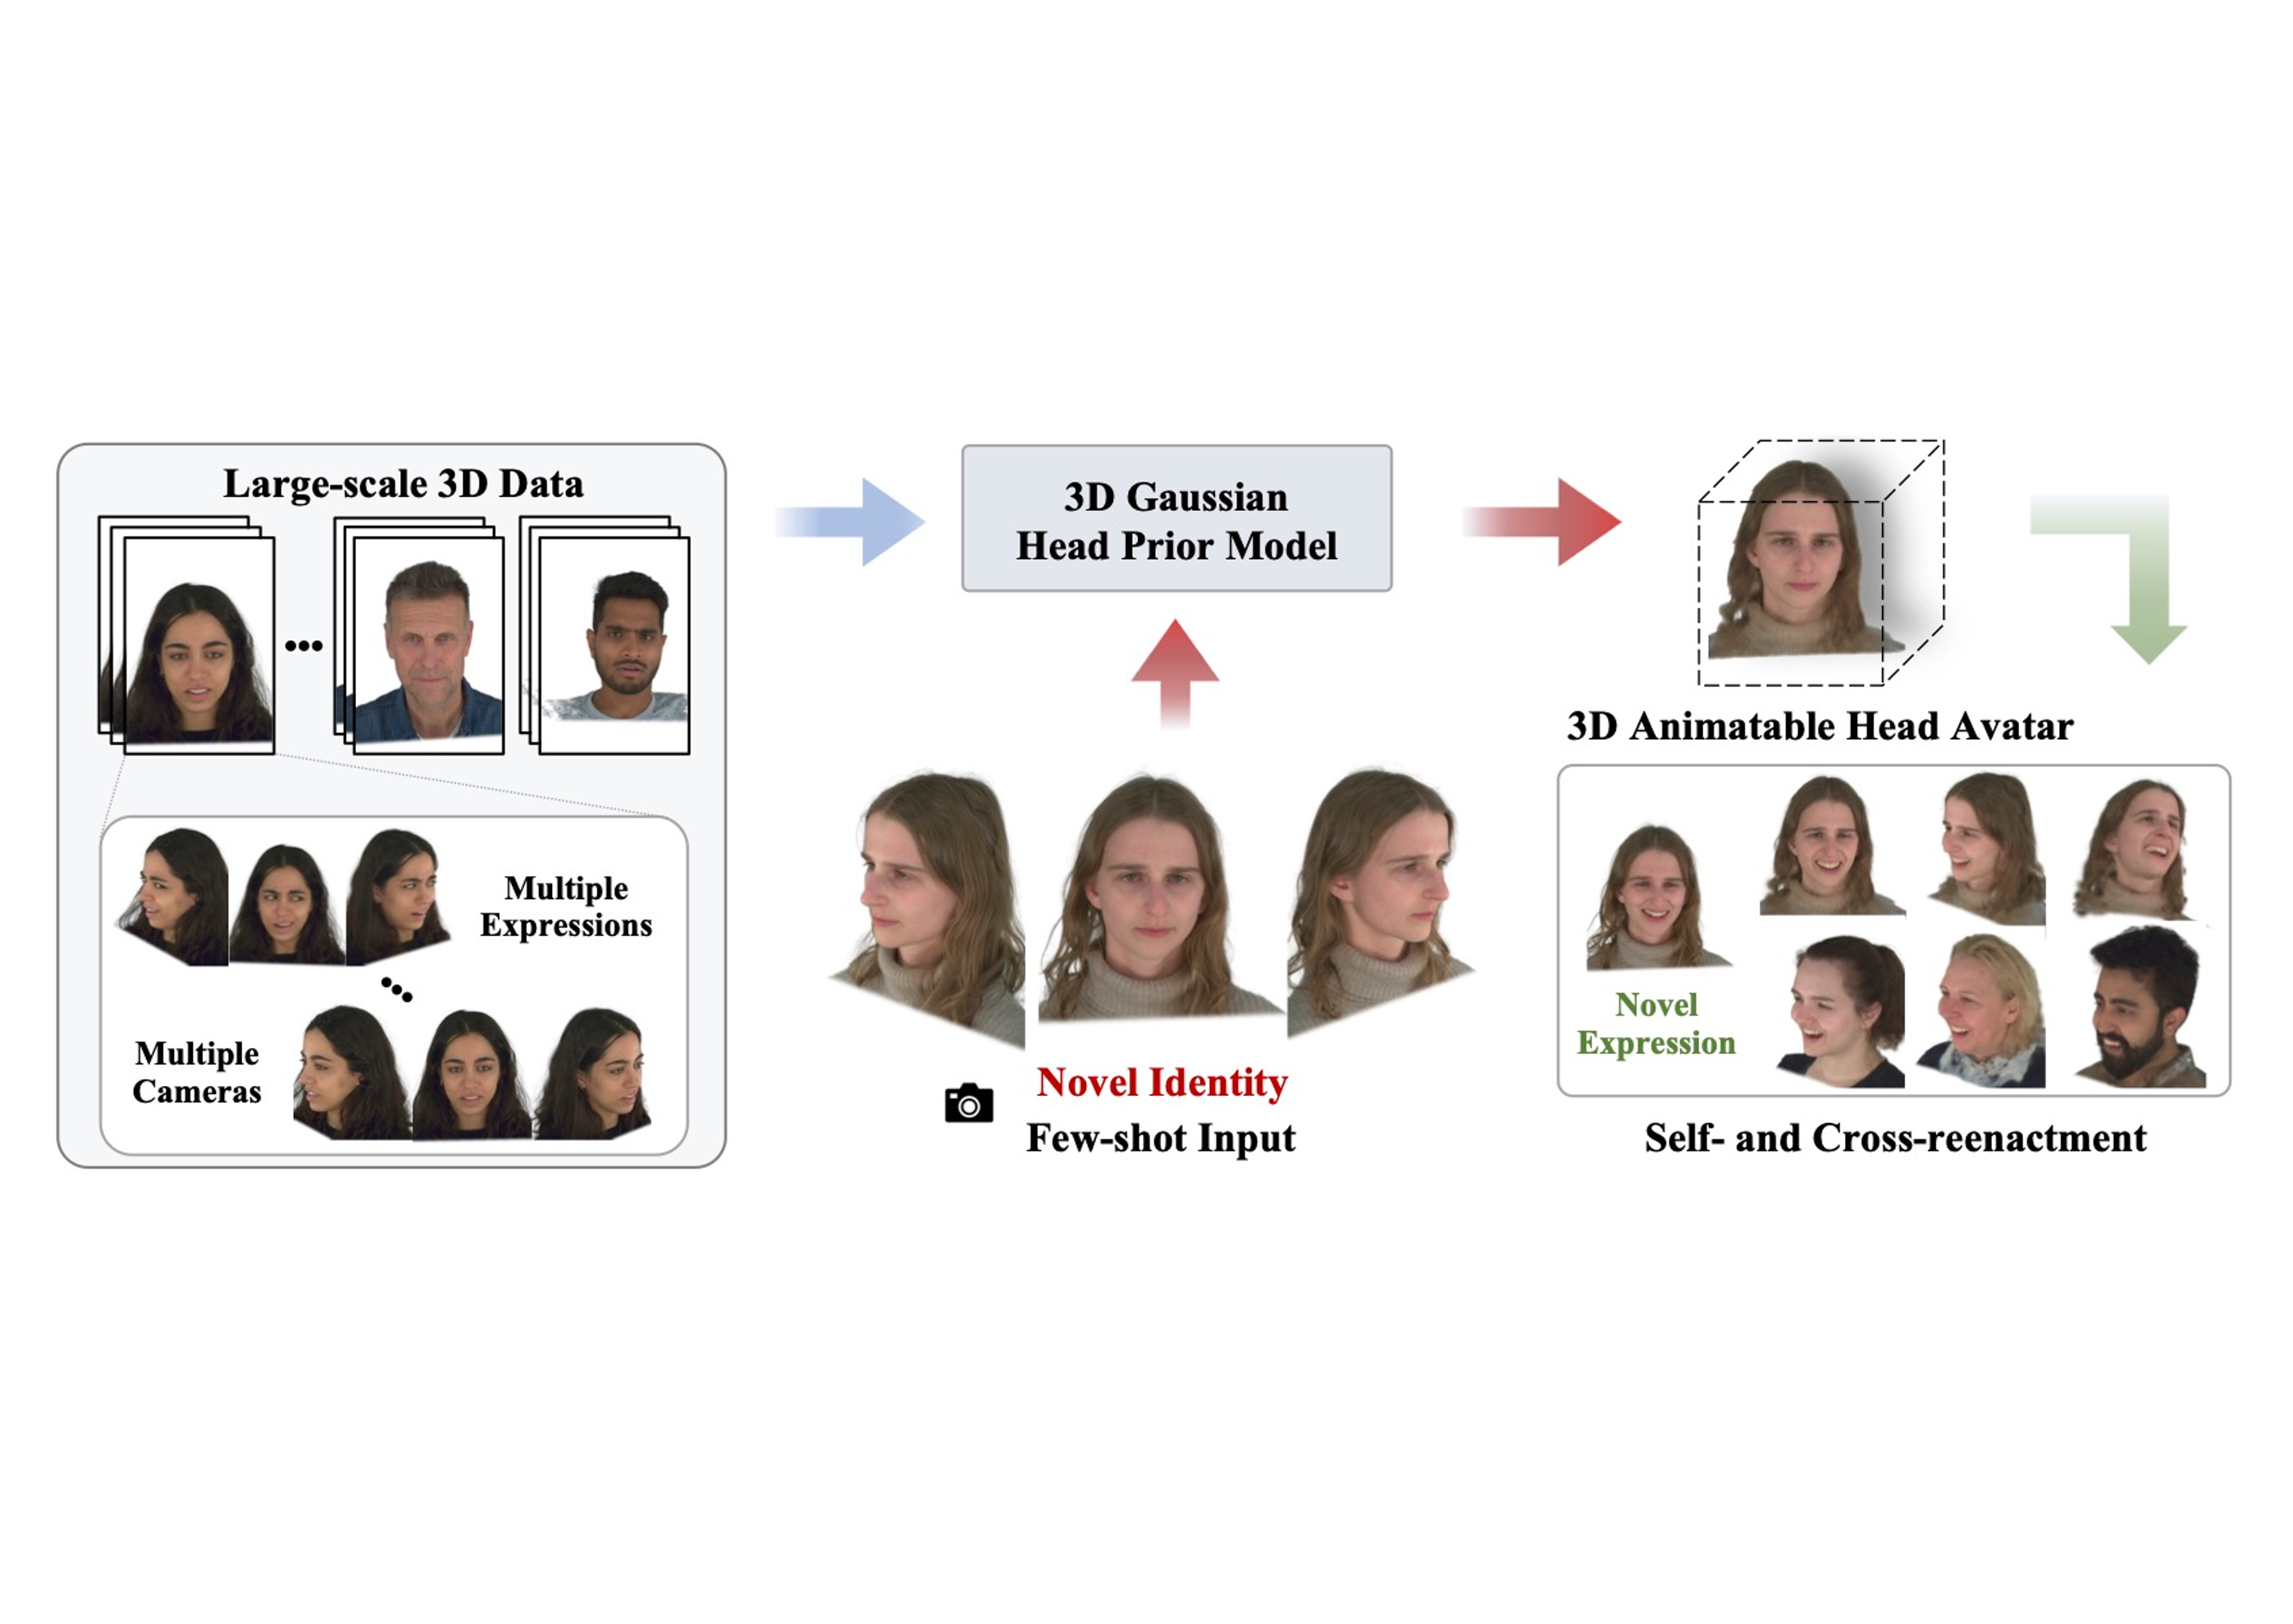 Large-scale 3D Data
Multiple
Expressions
Multiple
Cameras
3D Gaussian
Head Prior Model
Novel Identity
Few-shot Input
3D Animatable Head Avatar
Novel
Expression
Self- and Cross-reenactment